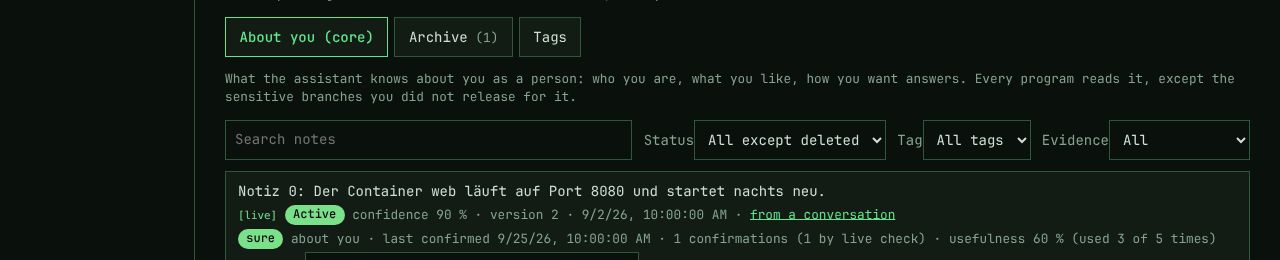 About you (core) Archive (1) Tags
What the assistant knows about you as a person: who you are, what you like, how you want answers. Every program reads it, except the
sensitive branches you did not release for it.
Search notes Status All except deleted Tag All tags Evidence All
Notiz 0: Der Container web läuft auf Port 8080 und startet nachts neu.
[live] Active confidence 90 % · version 2 · 9/2/26, 10:00:00 AM · from a conversation
sure about you · last confirmed 9/25/26, 10:00:00 AM · 1 confirmations (1 by live check) · usefulness 60 % (used 3 of 5 times)